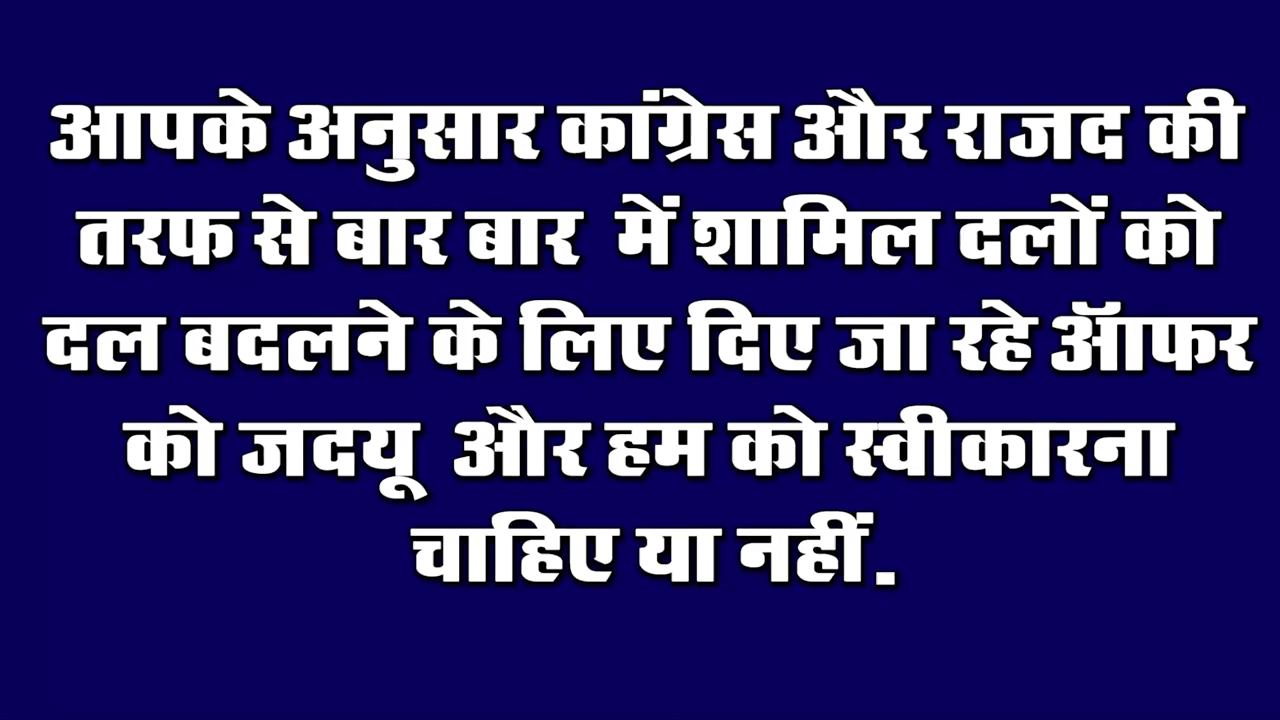 आपके अनुसार कांग्रेस और राजद की
तरफ से बार बार में शामिल दलों को
दल बदलने के लिए दिए जा रहे ऑफर
को जदयू और हम को स्वीकारना
चाहिए या नहीं.